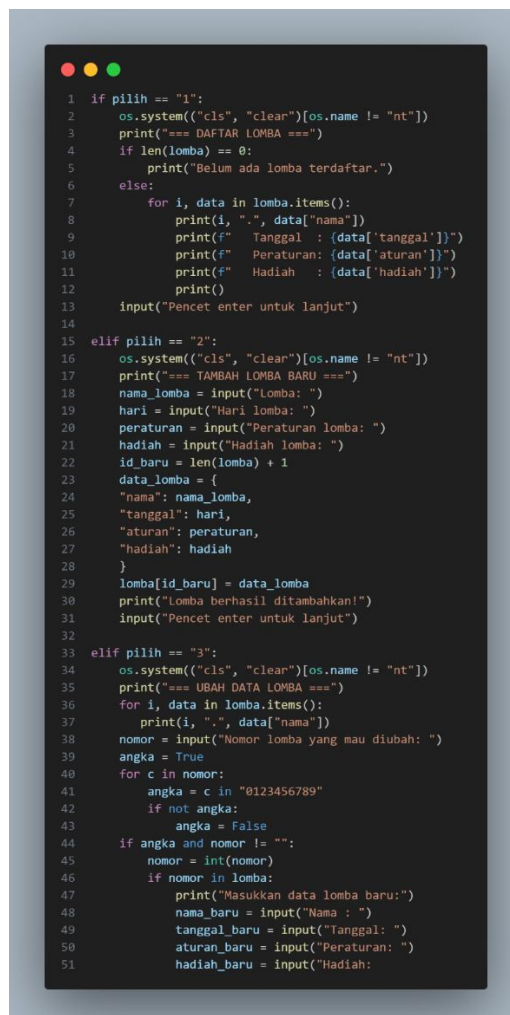 1 if pilih == "1":
2     os.system(("cls", "clear")[os.name != "nt"])
3     print("=== DAFTAR LOMBA ===")
4     if len(lomba) == 0:
5         print("Belum ada lomba terdaftar.")
6     else:
7         for i, data in lomba.items():
8             print(i, ".", data["nama"])
9             print(f"   Tanggal  : {data['tanggal']}")
10             print(f"   Peraturan: {data['aturan']}")
11             print(f"   Hadiah   : {data['hadiah']}")
12             print()
13     input("Pencet enter untuk lanjut")
14
15 elif pilih == "2":
16     os.system(("cls", "clear")[os.name != "nt"])
17     print("=== TAMBAH LOMBA BARU ===")
18     nama_lomba = input("Lomba: ")
19     hari = input("Hari lomba: ")
20     peraturan = input("Peraturan lomba: ")
21     hadiah = input("Hadiah lomba: ")
22     id_baru = len(lomba) + 1
23     data_lomba = {
24     "nama": nama_lomba,
25     "tanggal": hari,
26     "aturan": peraturan,
27     "hadiah": hadiah
28     }
29     lomba[id_baru] = data_lomba
30     print("Lomba berhasil ditambahkan!")
31     input("Pencet enter untuk lanjut")
32
33 elif pilih == "3":
34     os.system(("cls", "clear")[os.name != "nt"])
35     print("=== UBAH DATA LOMBA ===")
36     for i, data in lomba.items():
37        print(i, ".", data["nama"])
38     nomor = input("Nomor lomba yang mau diubah: ")
39     angka = True
40     for c in nomor:
41         angka = c in "0123456789"
42         if not angka:
43             angka = False
44     if angka and nomor != "":
45         nomor = int(nomor)
46         if nomor in lomba:
47             print("Masukkan data lomba baru:")
48             nama_baru = input("Nama : ")
49             tanggal_baru = input("Tanggal: ")
50             aturan_baru = input("Peraturan: ")
51             hadiah_baru = input("Hadiah: